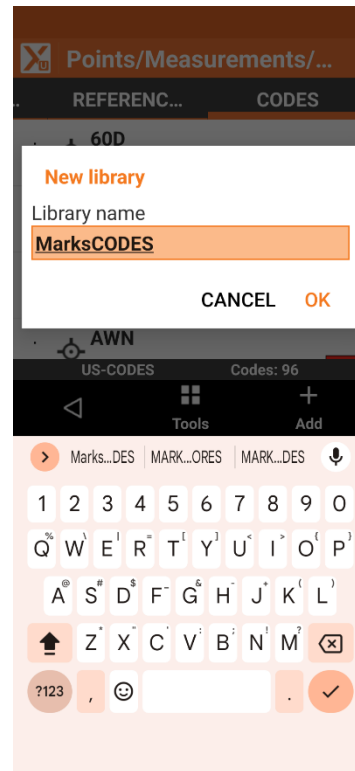 Xu Points/Measurements/...
.. REFERENC... CODES
60D
New library
Library name
MarksCODES
CANCEL OK
AWN
US-CODES Codes: 96
Tools Add
Marks...DES MARK...ORES MARK...DES
1 2 3 4 5 6 7 8 9 0
Q W E R T Y U I O P
A S D F G H J K L
Z X C V B N M
?123 , .